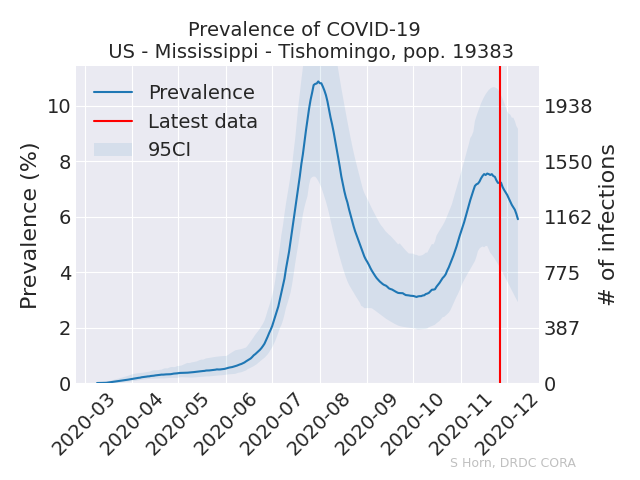 Prevalence of COVID-19
US - Mississippi - Tishomingo, pop. 19383
Prevalence
Latest data
95CI
Prevalence (%)
10
8
6
4
2
0
1938
1550
1162
775
387
0
# of infections
2020-03
2020-04
2020-05
2020-06
2020-07
2020-08
2020-09
2020-10
2020-11
2020-12
S Horn, DRDC CORA